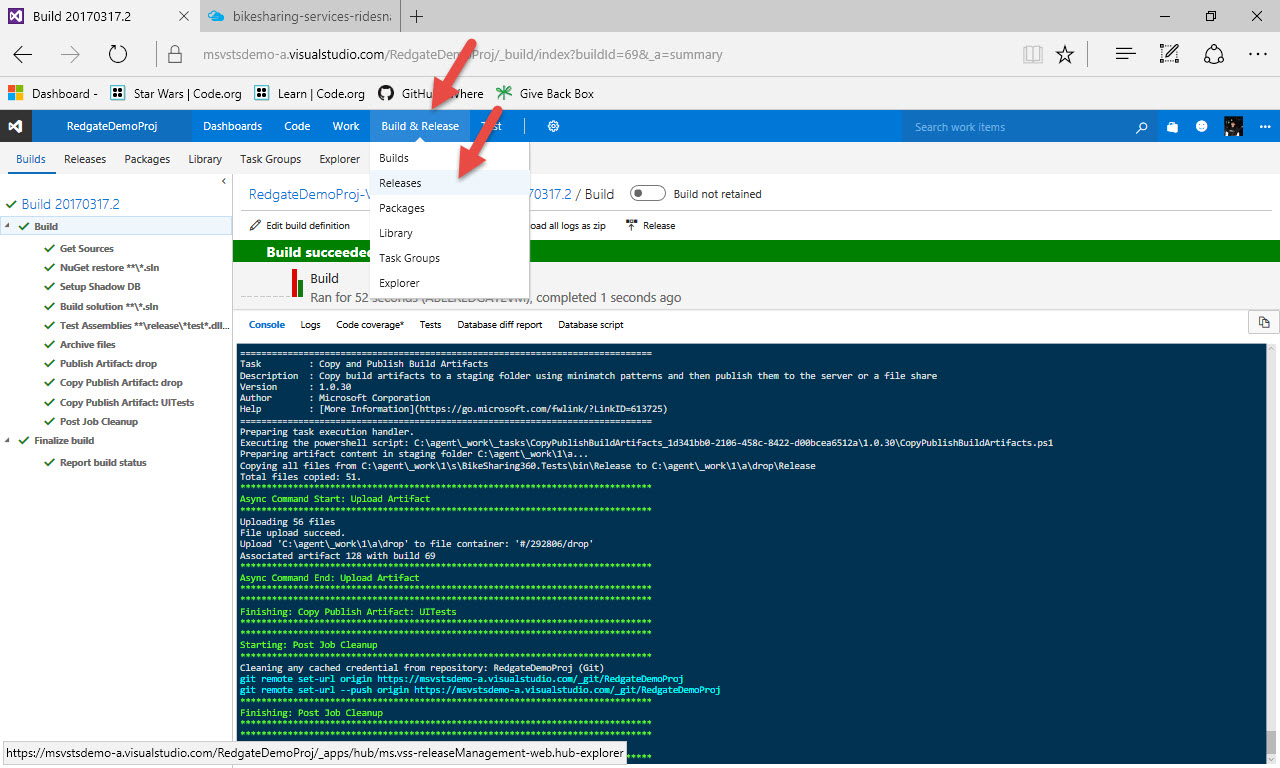 Build 20170317.2
bikesharing-services-ridesna
msvstsdemo-a.visualstudio.com/RedgateDemoProj/_build/index?buildId=69&_a=summary
Dashboard - Star Wars | Code.org Learn | Code.org GitHu Where Give Back Box
RedgateDemoProj Dashboards Code Work Build & Release Test Search work items
Builds Releases Packages Library Task Groups Explorer
Builds
Releases
Packages
Library
Task Groups
Explorer
Build 20170317.2
Build
Get Sources
NuGet restore **\*.sln
Setup Shadow DB
Build solution **\*.sln
Test Assemblies **\release\*test*.dll...
Archive files
Publish Artifact: drop
Copy Publish Artifact: drop
Copy Publish Artifact: UITests
Post Job Cleanup
Finalize build
Report build status
RedgateDemoProj-V 0317.2 / Build Build not retained
Edit build definition oad all logs as zip Release
Build succeeded
Build
Ran for 52 seconds (ABELREDGATEVM), completed 1 seconds ago
Console Logs Code coverage* Tests Database diff report Database script
==============================================================================
Task : Copy and Publish Build Artifacts
Description : Copy build artifacts to a staging folder using minimatch patterns and then publish them to the server or a file share
Version : 1.0.30
Author : Microsoft Corporation
Help : [More Information](https://go.microsoft.com/fwlink/?LinkID=613725)
==============================================================================
Preparing task execution handler.
Executing the powershell script: C:\agent\_work\_tasks\CopyPublishBuildArtifacts_1d341bb0-2106-458c-8422-d00bcea6512a\1.0.30\CopyPublishBuildArtifacts.ps1
Preparing artifact content in staging folder C:\agent\_work\1\a...
Copying all files from C:\agent\_work\1\s\BikeSharing360.Tests\bin\Release to C:\agent\_work\1\a\drop\Release
Total files copied: 51.
******************************************************************************
Async Command Start: Upload Artifact
******************************************************************************
Uploading 56 files
File upload succeed.
Upload 'C:\agent\_work\1\a\drop' to file container: '#/292806/drop'
Associated artifact 128 with build 69
******************************************************************************
Async Command End: Upload Artifact
******************************************************************************
******************************************************************************
Finishing: Copy Publish Artifact: UITests
******************************************************************************
******************************************************************************
Starting: Post Job Cleanup
******************************************************************************
Cleaning any cached credential from repository: RedgateDemoProj (Git)
git remote set-url origin https://msvstsdemo-a.visualstudio.com/_git/RedgateDemoProj
git remote set-url --push origin https://msvstsdemo-a.visualstudio.com/_git/RedgateDemoProj
******************************************************************************
Finishing: Post Job Cleanup
******************************************************************************
******************************************************************************
https://msvstsdemo-a.visualstudio.com/RedgateDemoProj/_apps/hub/ms.vss-releaseManagement-web.hub-explorer